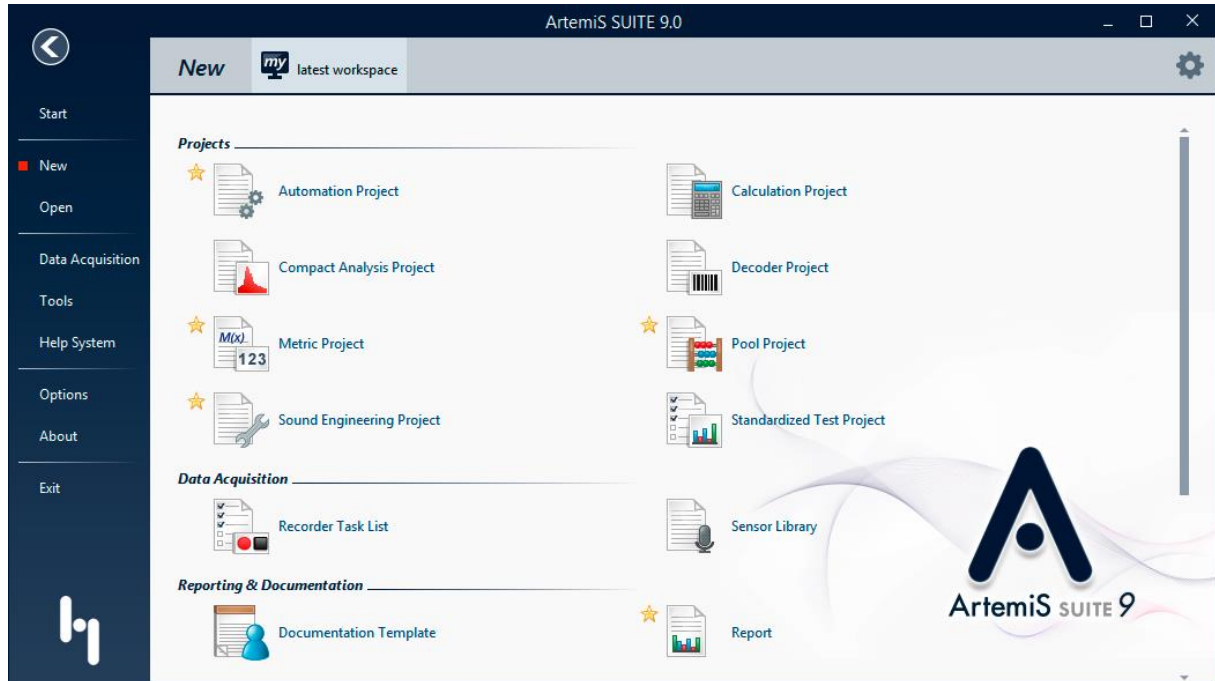 ArtemiS SUITE 9.0
New
my latest workspace
Start
New
Open
Data Acquisition
Tools
Help System
Options
About
Exit
Projects
Automation Project
Calculation Project
Compact Analysis Project
Decoder Project
M(x)
123
Metric Project
Pool Project
Sound Engineering Project
Standardized Test Project
Data Acquisition
Recorder Task List
Sensor Library
Reporting & Documentation
Documentation Template
Report
ArtemiS SUITE 9